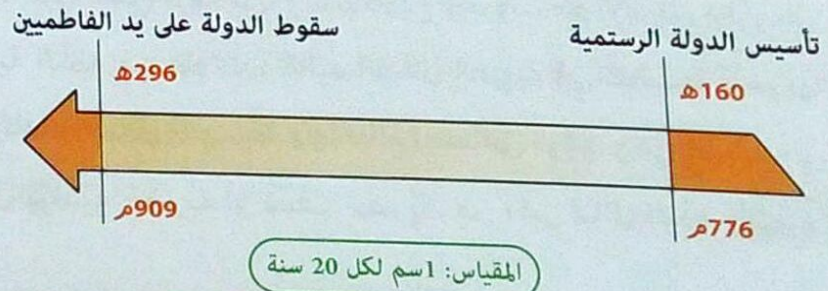 تأسيس الدولة الرستمية
سقوط الدولة على يد الفاطميين
160هـ
296هـ
776م
909م
المقياس: 1سم لكل 20 سنة